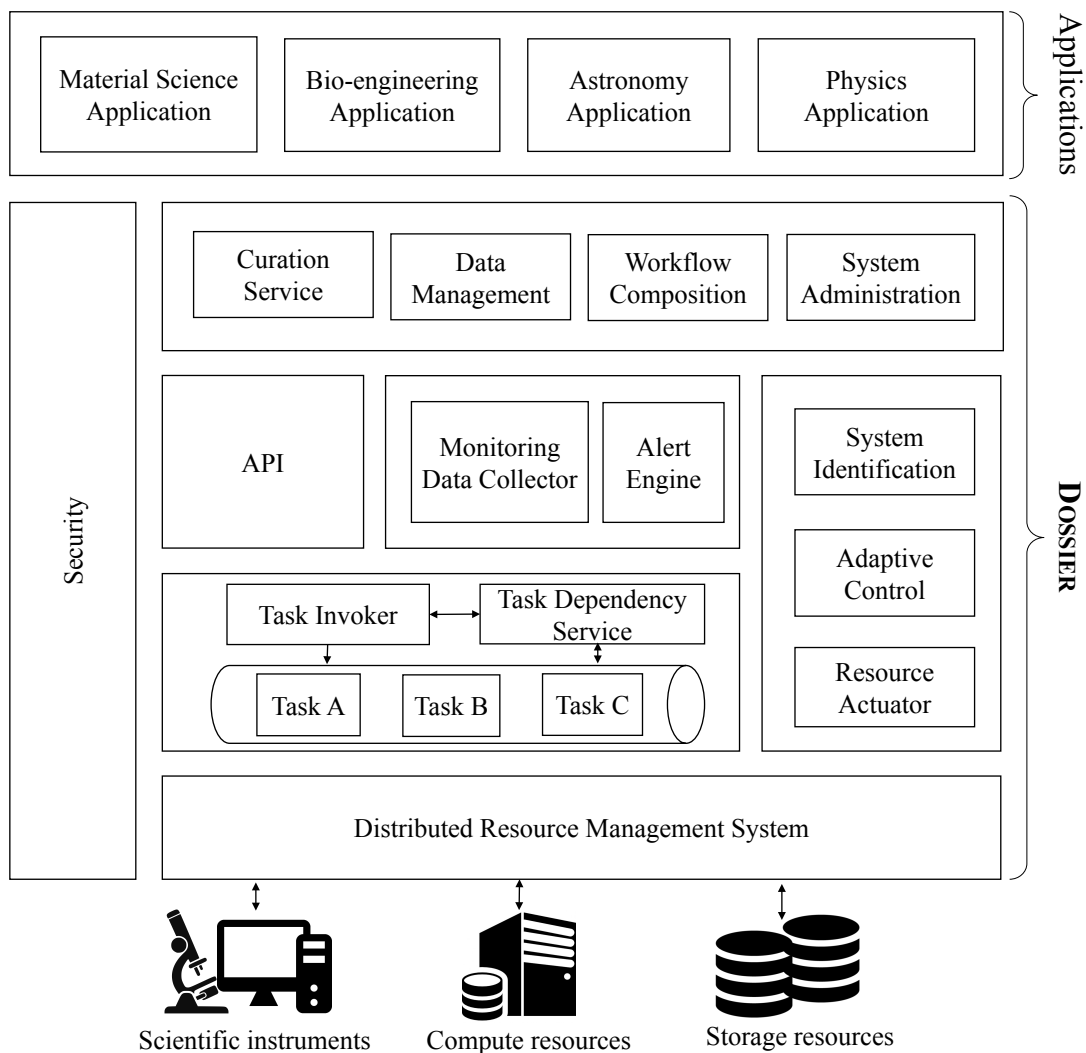 Material Science
Application
Bio-engineering
Application
Astronomy
Application
Physics
Application
Applications
Security
Curation
Service
Data
Management
Workflow
Composition
System
Administration
API
Monitoring
Data Collector
Alert
Engine
System
Identification
Adaptive
Control
Resource
Actuator
DOSSIER
Task Invoker
Task Dependency
Service
Task A
Task B
Task C
Distributed Resource Management System
Scientific instruments
Compute resources
Storage resources